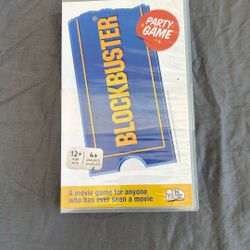 PARTY
GAME
BLOCKBUSTER
12+
4+
A movie game for anyone
who has ever seen a movie